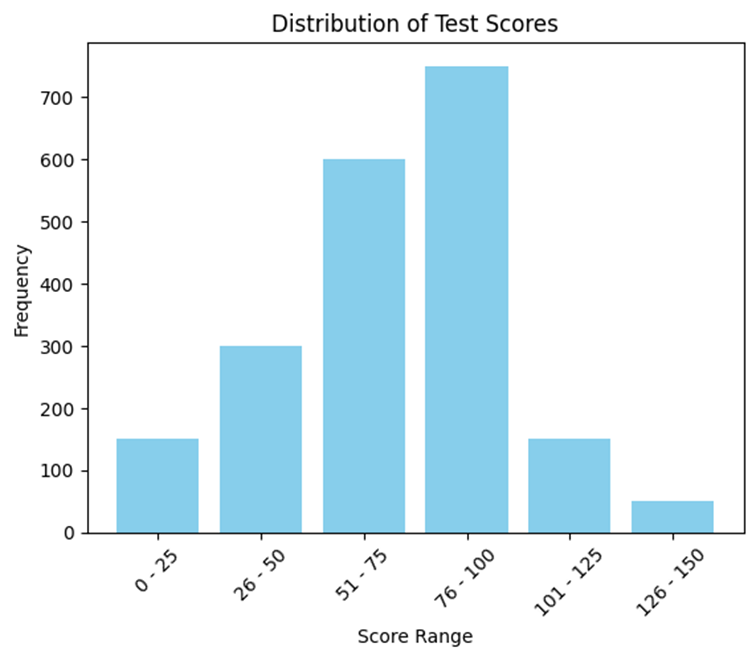 Distribution of Test Scores
Frequency
700
600
500
400
300
200
100
0
0 - 25
26 - 50
51 - 75
76 - 100
101 - 125
126 - 150
Score Range